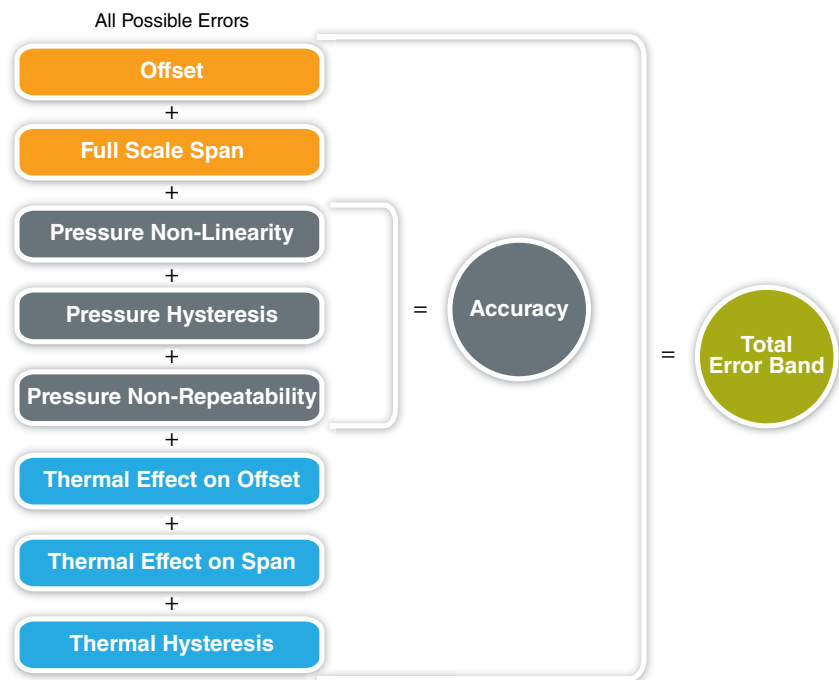 All Possible Errors
Offset
+
Full Scale Span
+
Pressure Non-Linearity
+
Pressure Hysteresis
+
Pressure Non-Repeatability
+
Thermal Effect on Offset
+
Thermal Effect on Span
+
Thermal Hysteresis
=
Accuracy
=
Total
Error Band